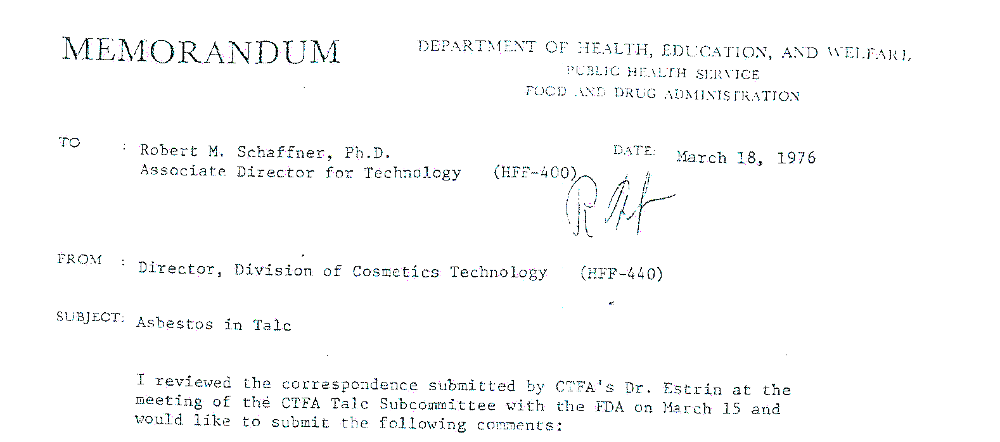 MEMORANDUM
DEPARTMENT OF HEALTH, EDUCATION, AND WELFARE
PUBLIC HEALTH SERVICE
FOOD AND DRUG ADMINISTRATION
TO : Robert M. Schaffner, Ph.D.
DATE: March 18, 1976
Associate Director for Technology (HFF-400)
FROM : Director, Division of Cosmetics Technology (HFF-440)
SUBJECT: Asbestos in Talc
I reviewed the correspondence submitted by CTFA's Dr. Estrin at the
meeting of the CTFA Talc Subcommittee with the FDA on March 15 and
would like to submit the following comments: